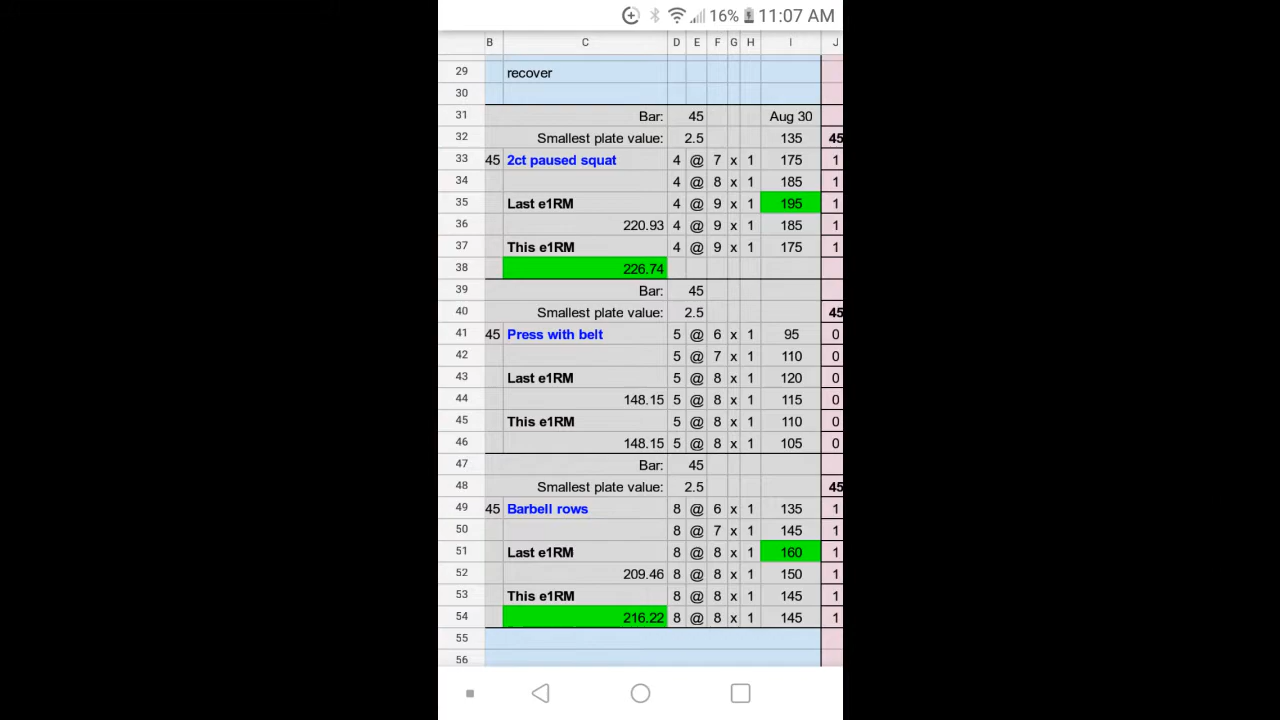 16% 11:07 AM
B C D E F G H I J
29 recover
30
31 Bar: 45 Aug 30
32 Smallest plate value: 2.5 135 45
33 45 2ct paused squat 4 @ 7 x 1 175 1
34 4 @ 8 x 1 185 1
35 Last e1RM 4 @ 9 x 1 195 1
36 220.93 4 @ 9 x 1 185 1
37 This e1RM 4 @ 9 x 1 175 1
38 226.74
39 Bar: 45
40 Smallest plate value: 2.5 45
41 45 Press with belt 5 @ 6 x 1 95 0
42 5 @ 7 x 1 110 0
43 Last e1RM 5 @ 8 x 1 120 0
44 148.15 5 @ 8 x 1 115 0
45 This e1RM 5 @ 8 x 1 110 0
46 148.15 5 @ 8 x 1 105 0
47 Bar: 45
48 Smallest plate value: 2.5 45
49 45 Barbell rows 8 @ 6 x 1 135 1
50 8 @ 7 x 1 145 1
51 Last e1RM 8 @ 8 x 1 160 1
52 209.46 8 @ 8 x 1 150 1
53 This e1RM 8 @ 8 x 1 145 1
54 216.22 8 @ 8 x 1 145 1
55
56